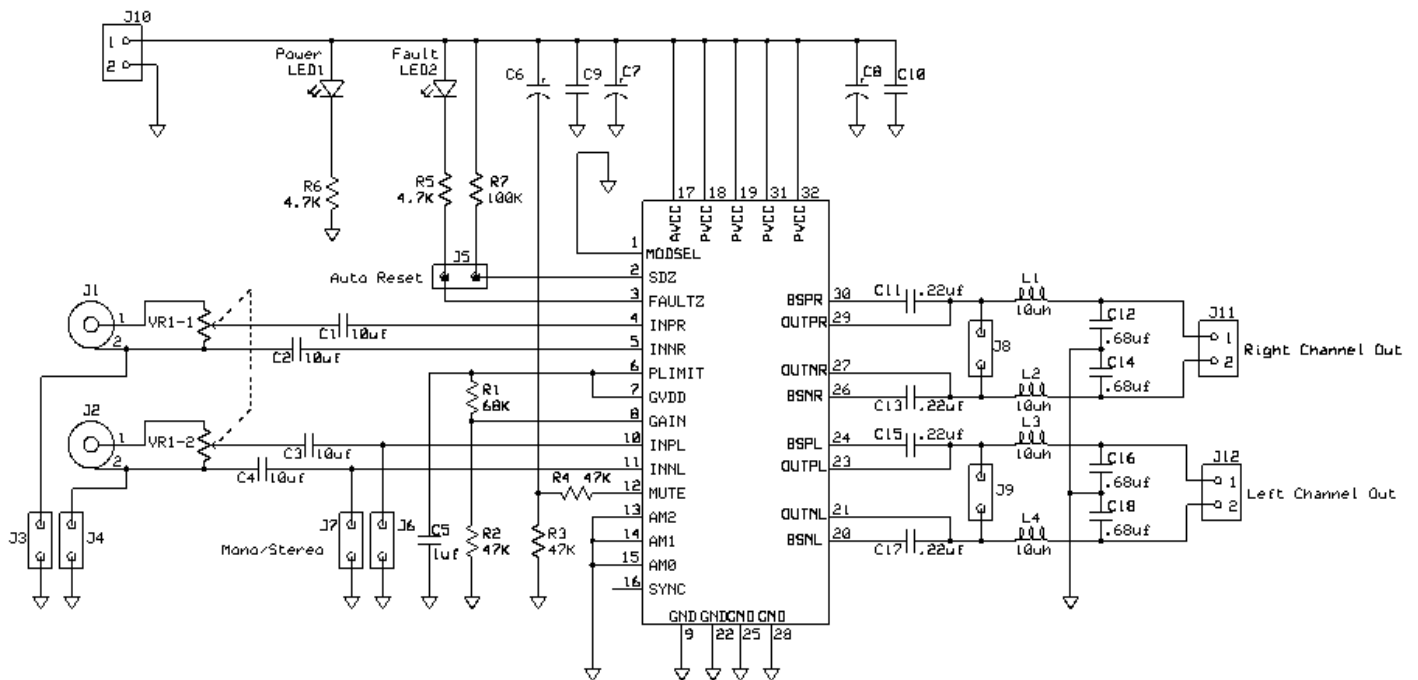 J10
1
2
Power
LED1
Fault
LED2
C6
C9
C7
C8
C10
R6
4.7K
R5
4.7K
R7
100K
17 18 19 31 32
AVCC PVCC PVCC PVCC PVCC
J5
Auto Reset
1 MODSEL
2 SDZ
3 FAULTZ
4 INPR
5 INNR
6 PLIMIT
7 GVDD
8 GAIN
10 INPL
11 INNL
12 MUTE
13 AM2
14 AM1
15 AM0
16 SYNC
BSPR 30
OUTPR 29
OUTNR 27
BSNR 26
BSPL 24
OUTPL 23
OUTNL 21
BSNL 20
GND GND GND GND
9 22 25 28
J1
1
2
VR1-1
C1 10uf
C2 10uf
J2
1
2
VR1-2
C3 10uf
C4 10uf
R1
68K
R4 47K
J3
J4
J7
J6
Mono/Stereo
C5
1uf
R2
47K
R3
47K
C11 .22uf
L1
10uh
C12
.68uf
J8
C14
.68uf
L2
10uh
C13 .22uf
J11
1
2
Right Channel Out
C15 .22uf
L3
10uh
C16
.68uf
J9
C18
.68uf
L4
10uh
C17 .22uf
J12
1
2
Left Channel Out